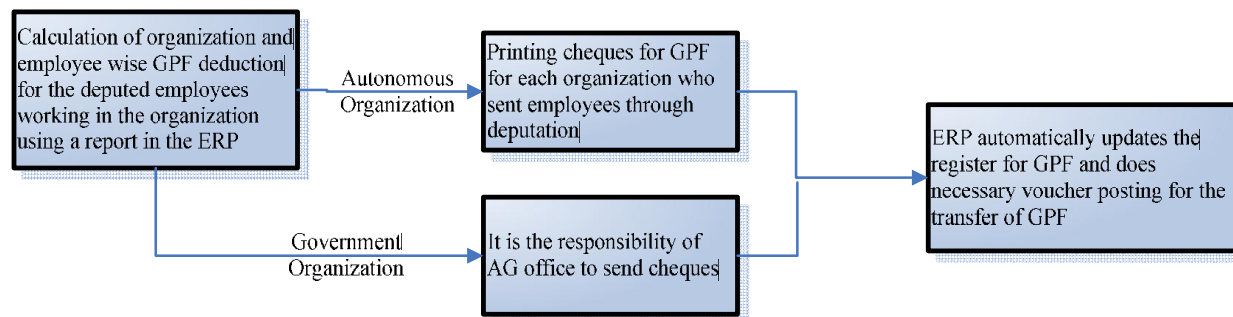 Calculation of organization and
employee wise GPF deduction
for the deputed employees
working in the organization
using a report in the ERP
Autonomous
Organization
Printing cheques for GPF
for each organization who
sent employees through
deputation
Government
Organization
It is the responsibility of
AG office to send cheques
ERP automatically updates the
register for GPF and does
necessary voucher posting for the
transfer of GPF